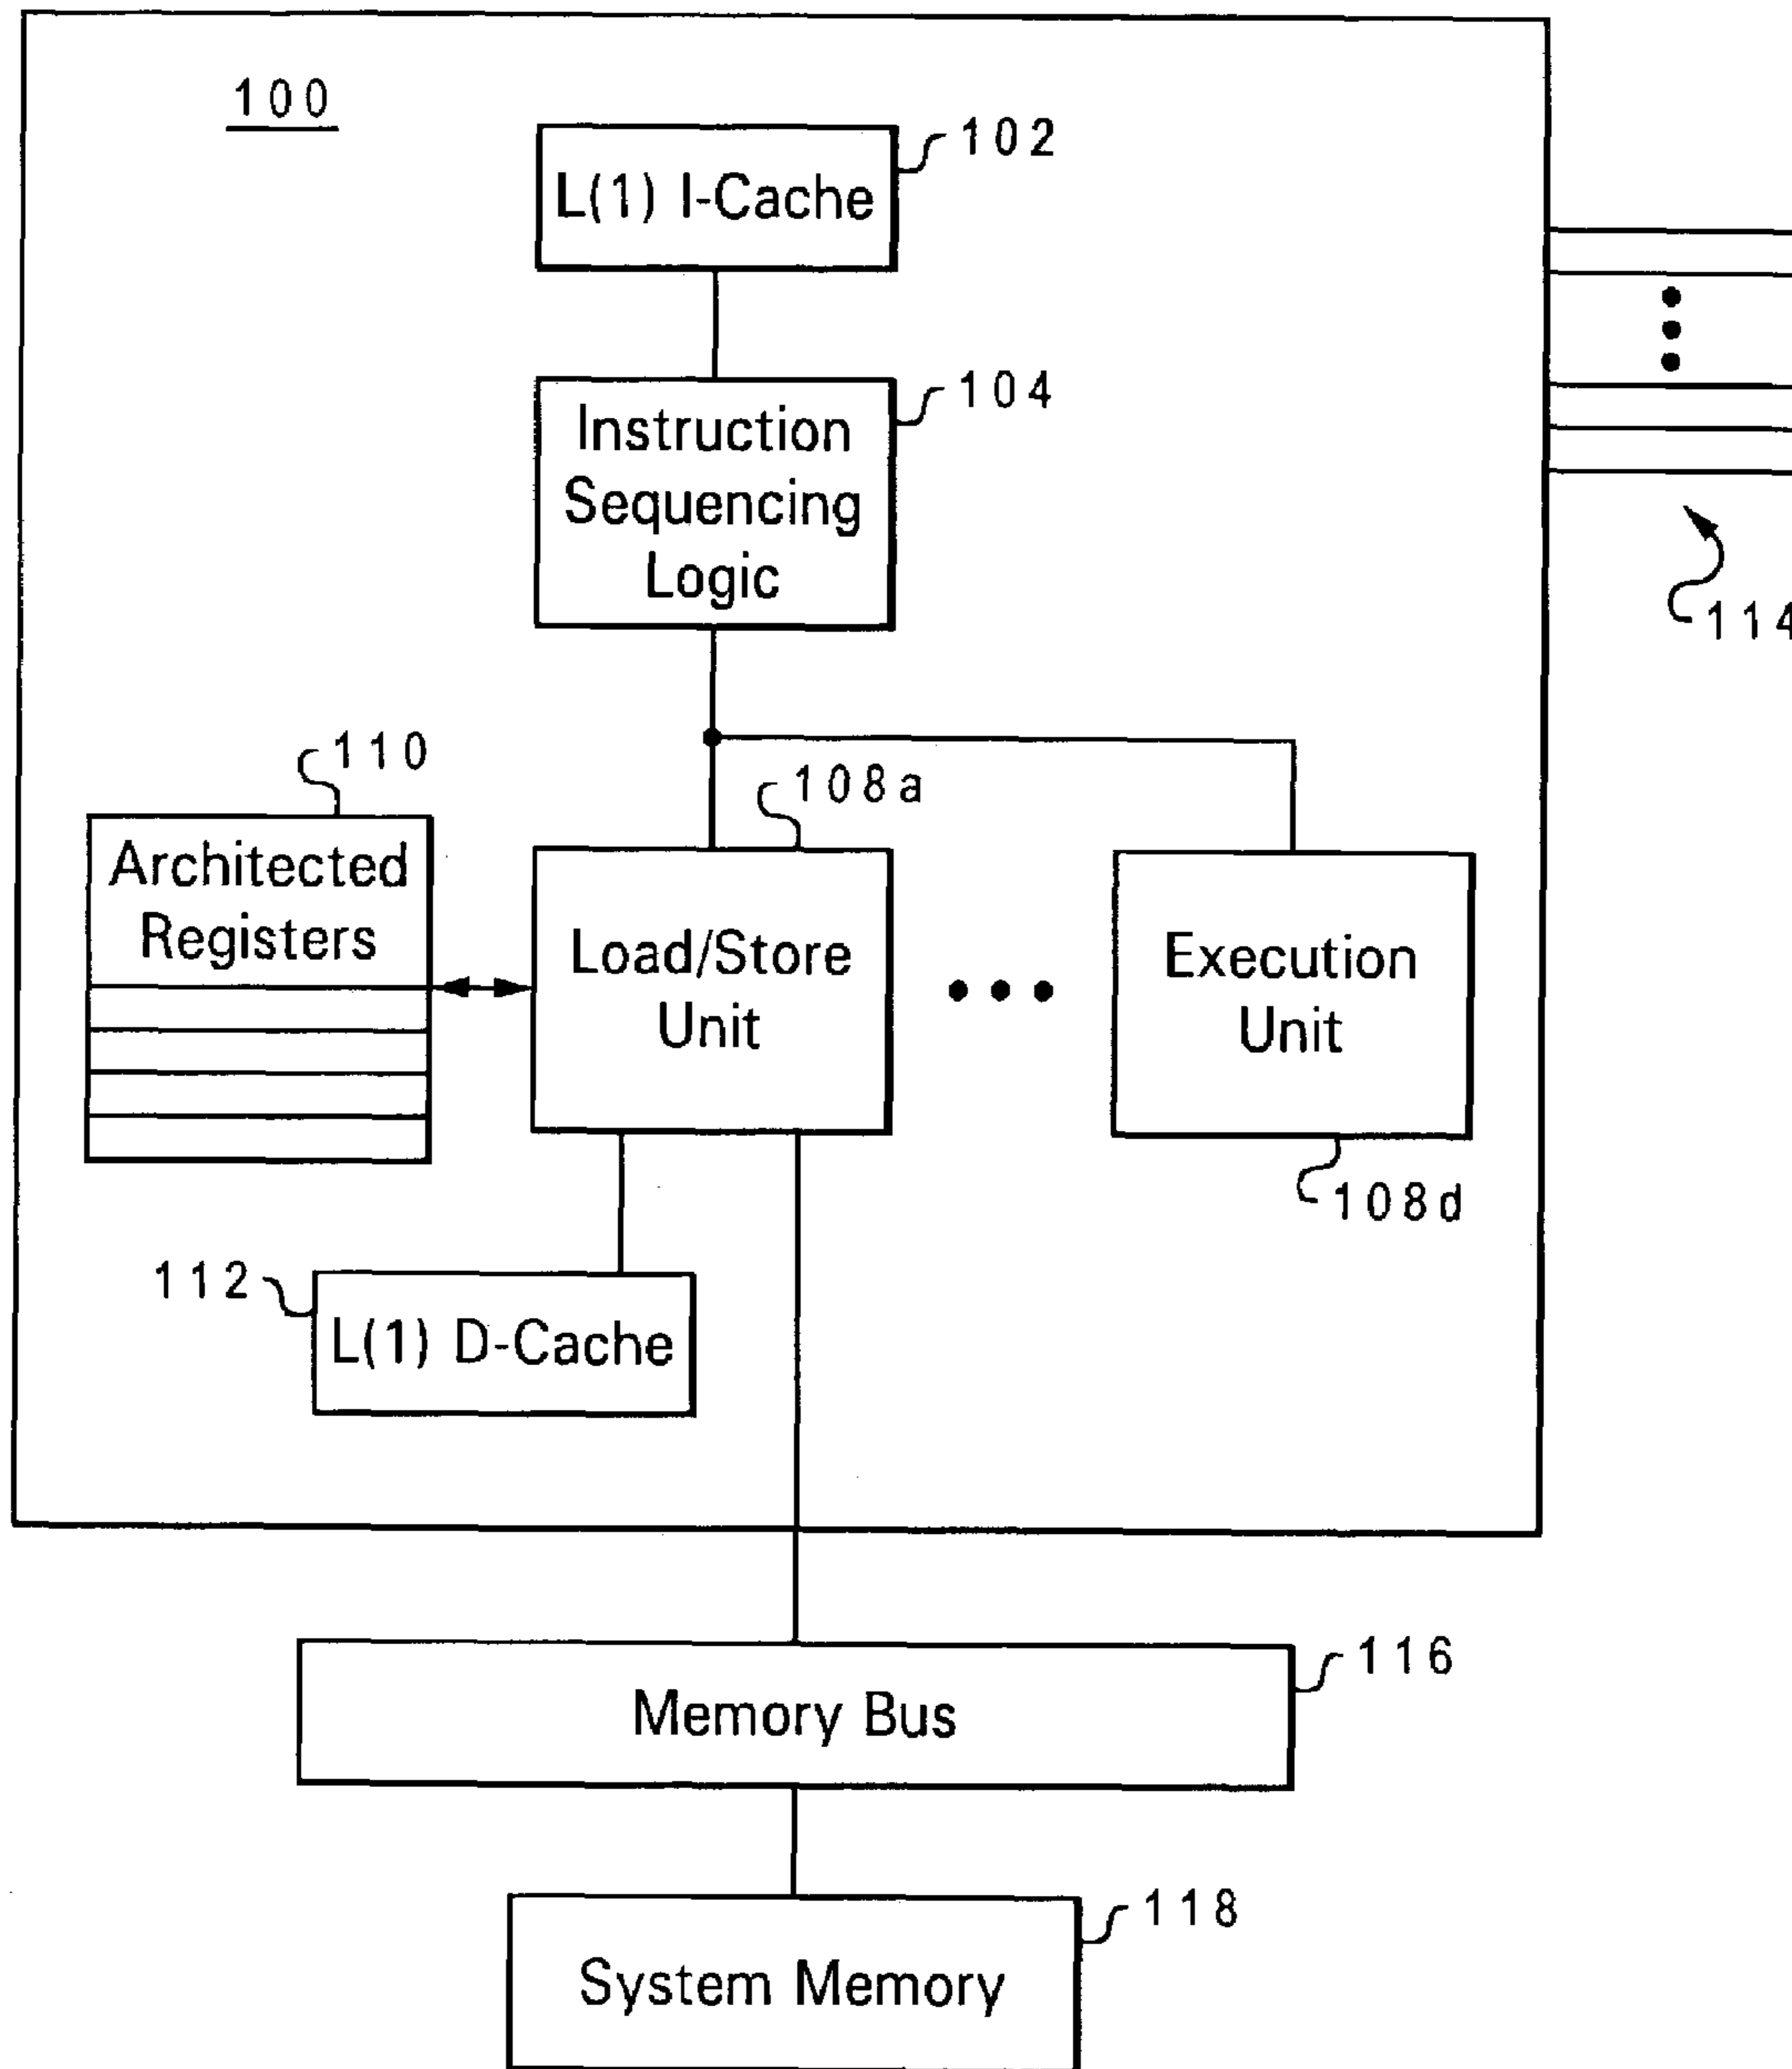 100
102
L(1) I-Cache
104
Instruction
Sequencing
Logic
114
110
108a
Architected
Registers
Load/Store
Unit
Execution
Unit
108d
112
L(1) D-Cache
116
Memory Bus
118
System Memory